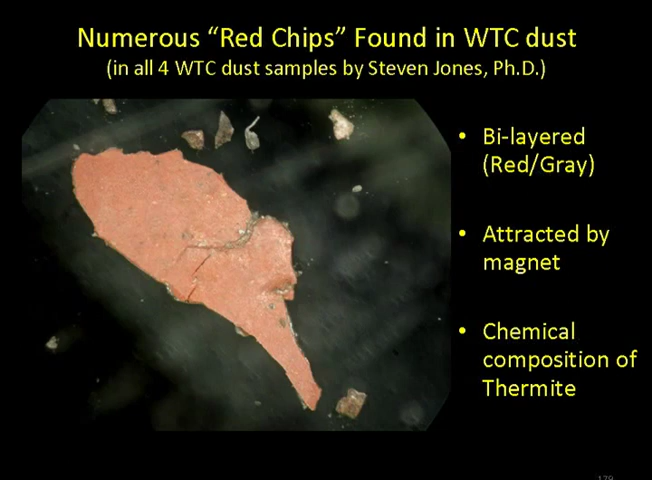 Numerous “Red Chips” Found in WTC dust
(in all 4 WTC dust samples by Steven Jones, Ph.D.)
• Bi-layered
(Red/Gray)
• Attracted by
magnet
• Chemical
composition of
Thermite
179